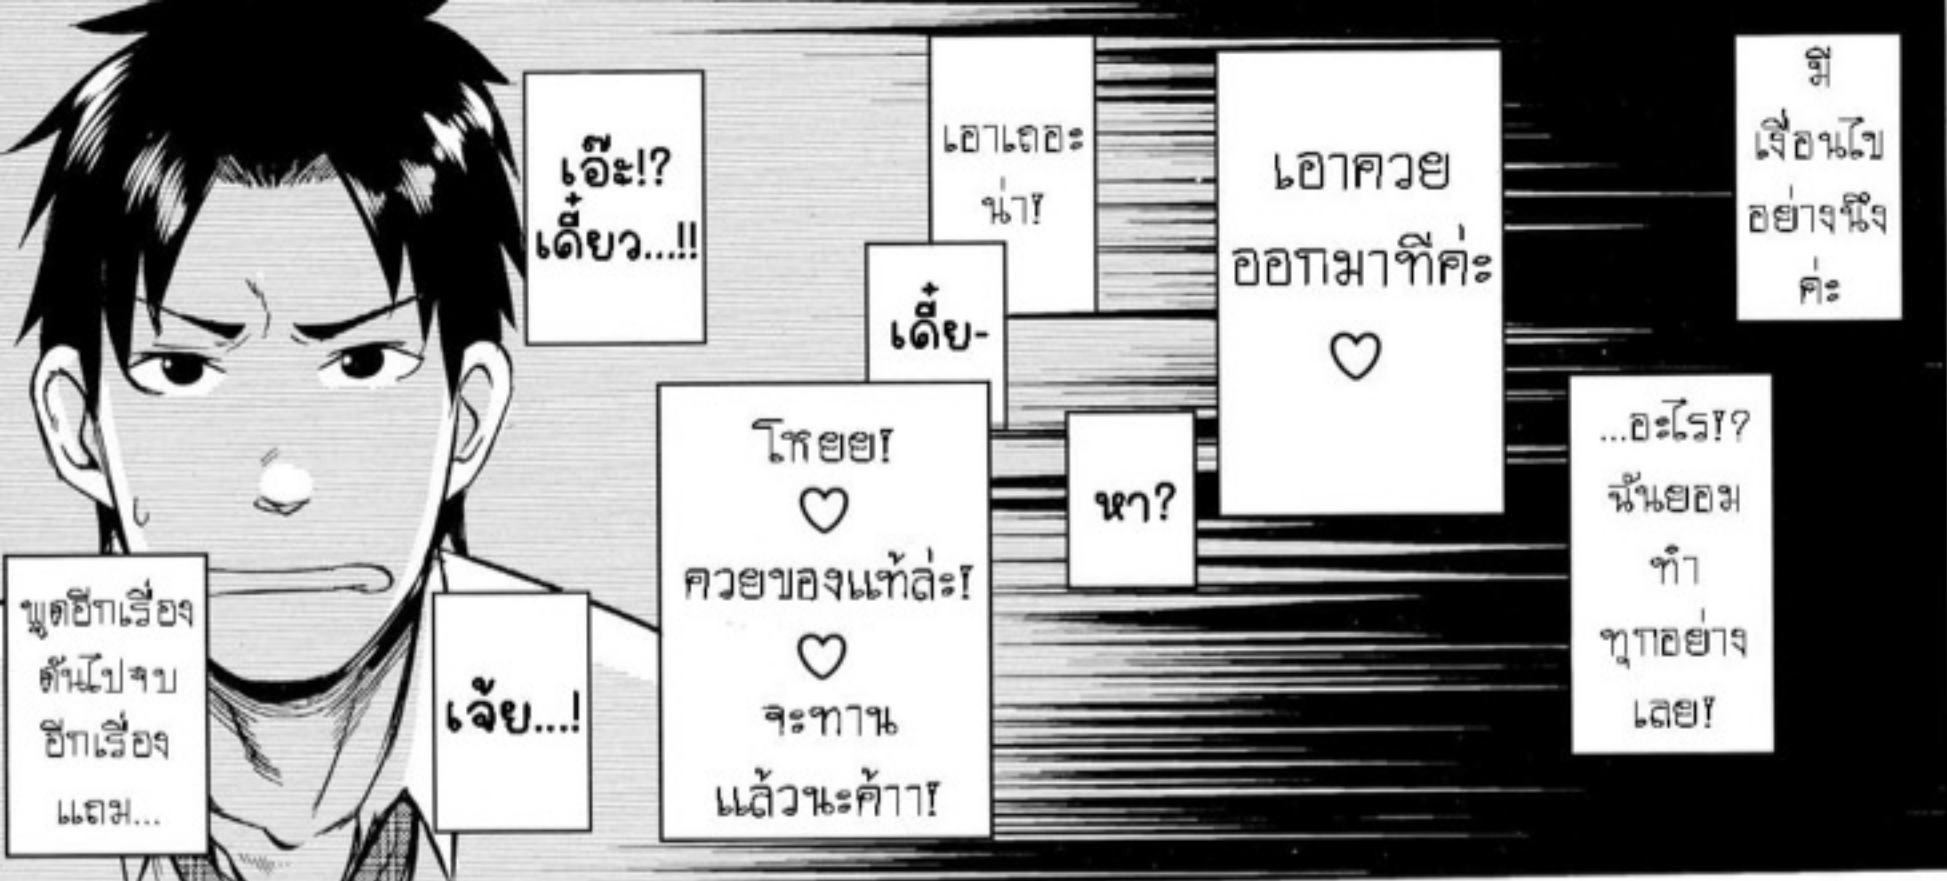 มี
เงื่อนไข
อย่างนึง
ค่ะ
...อะไร!?
ฉันยอม
ทำ
ทุกอย่าง
เลย!
เอาควย
ออกมาทีค่ะ
♡
หา?
เอาเถอะ
น่า!
เดี๋ย-
โหยย!
♡
ควยของแท้ล่ะ!
♡
จะทาน
แล้วนะค้าา!
เอ๊ะ!?
เดี๋ยว...!!
เจ้ย...!
พูดอีกเรื่อง
ดันไปจบ
อีกเรื่อง
แถม...